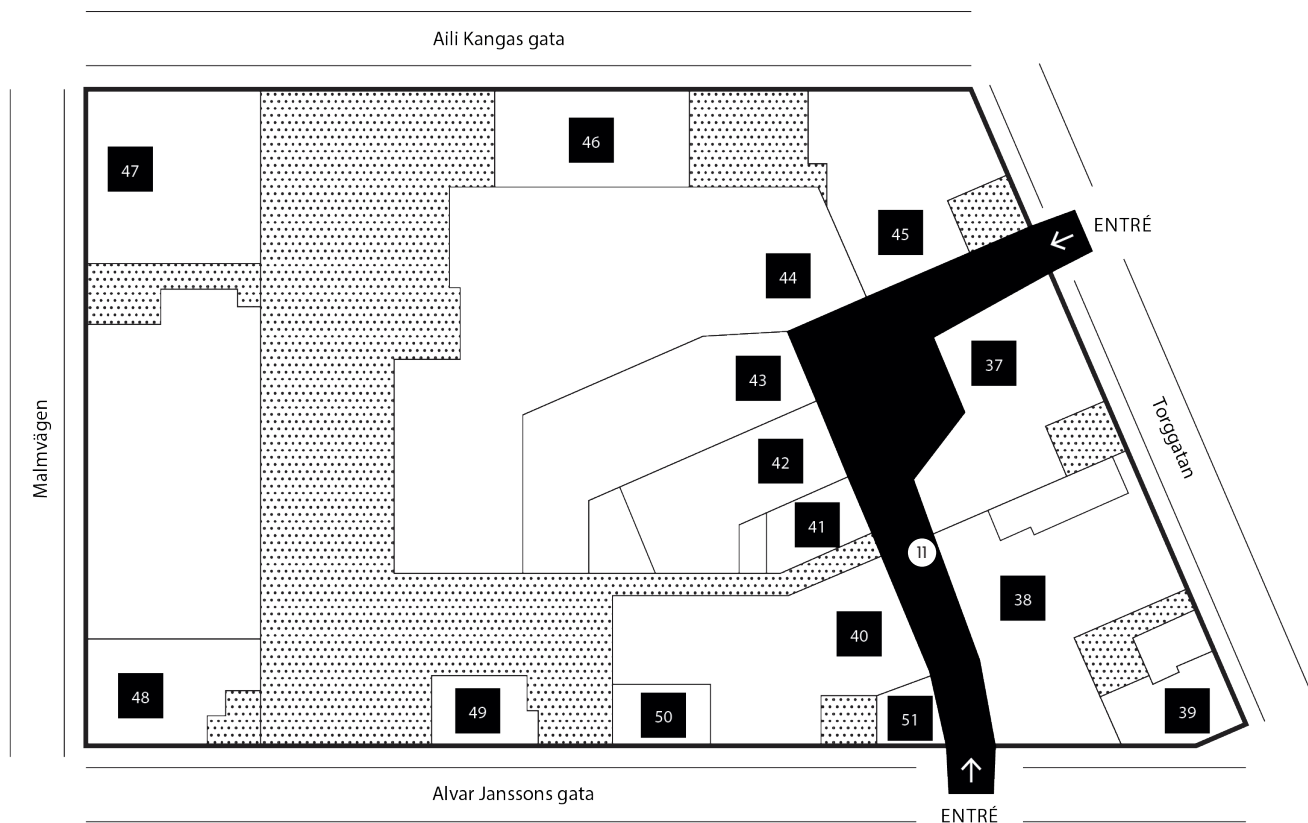 Aili Kangas gata
46
47
45
ENTRÉ
44
43
37
Malmvägen
Torggatan
42
41
11
38
40
48
49
50
51
39
Alvar Janssons gata
ENTRÉ